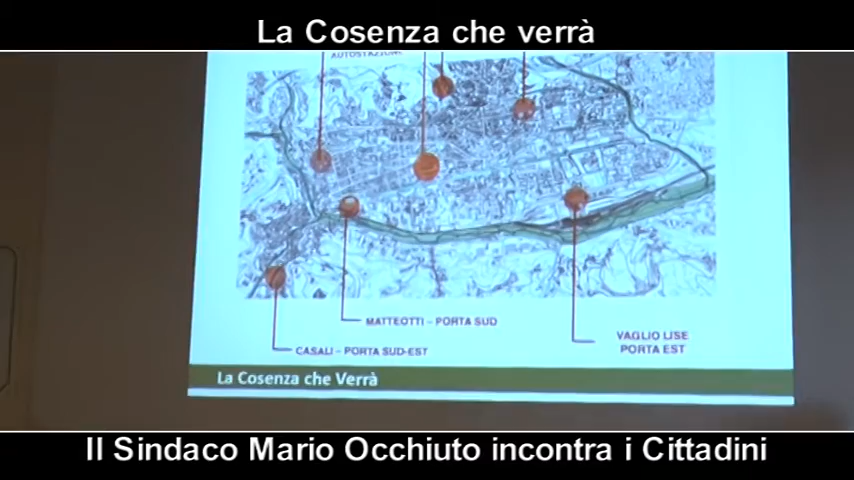 La Cosenza che verrà
AUTOSTAZIONE
MATTEOTTI – PORTA SUD
CASALI – PORTA SUD-EST
VAGLIO LISE
PORTA EST
La Cosenza che Verrà
Il Sindaco Mario Occhiuto incontra i Cittadini